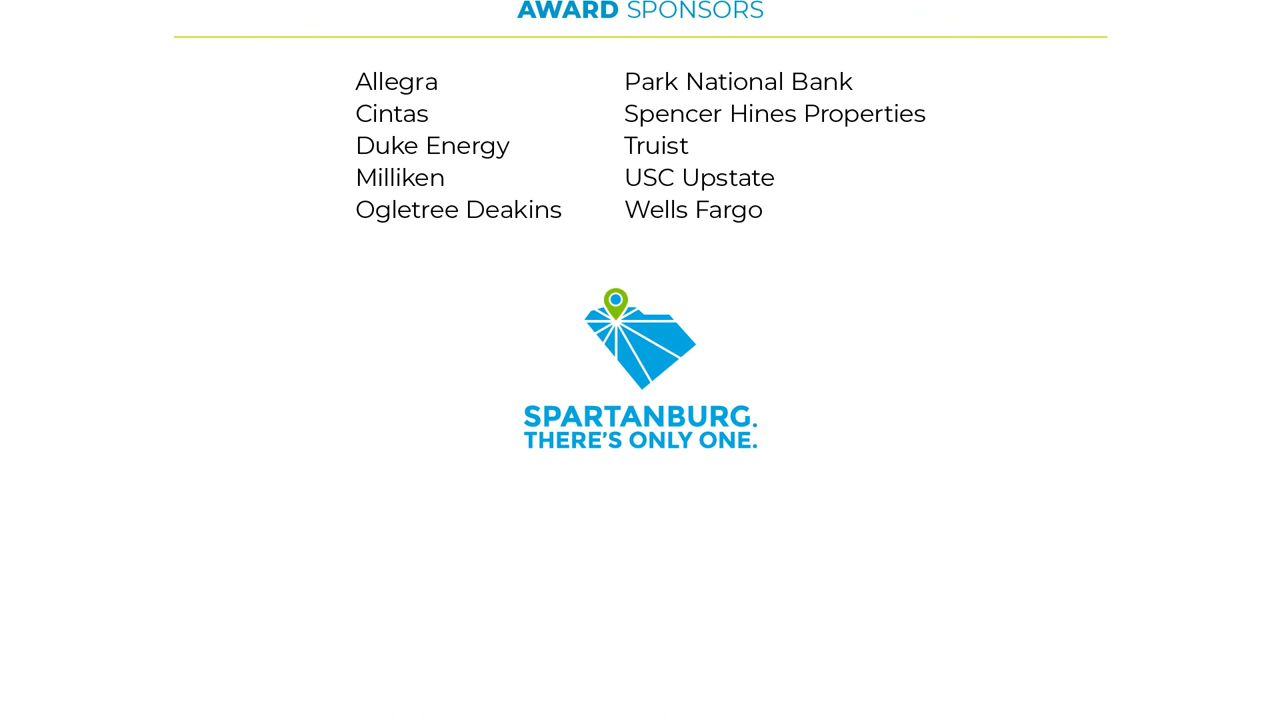 AWARD SPONSORS
Allegra
Cintas
Duke Energy
Milliken
Ogletree Deakins
Park National Bank
Spencer Hines Properties
Truist
USC Upstate
Wells Fargo
SPARTANBURG.
THERE'S ONLY ONE.